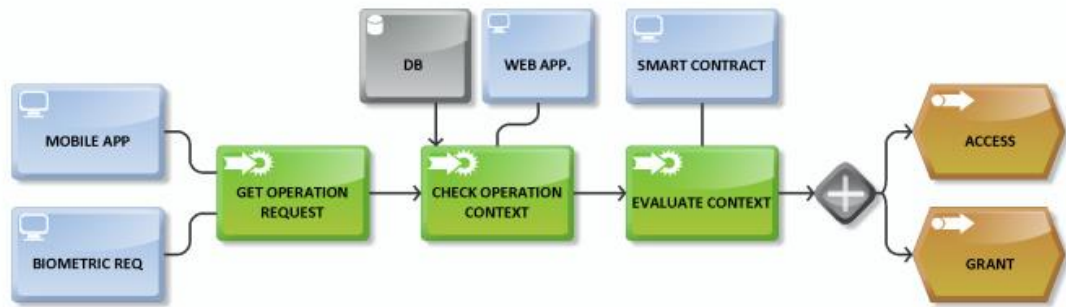 DB
WEB APP.
SMART CONTRACT
MOBILE APP
ACCESS
GET OPERATION
REQUEST
CHECK OPERATION
CONTEXT
EVALUATE CONTEXT
BIOMETRIC REQ
GRANT